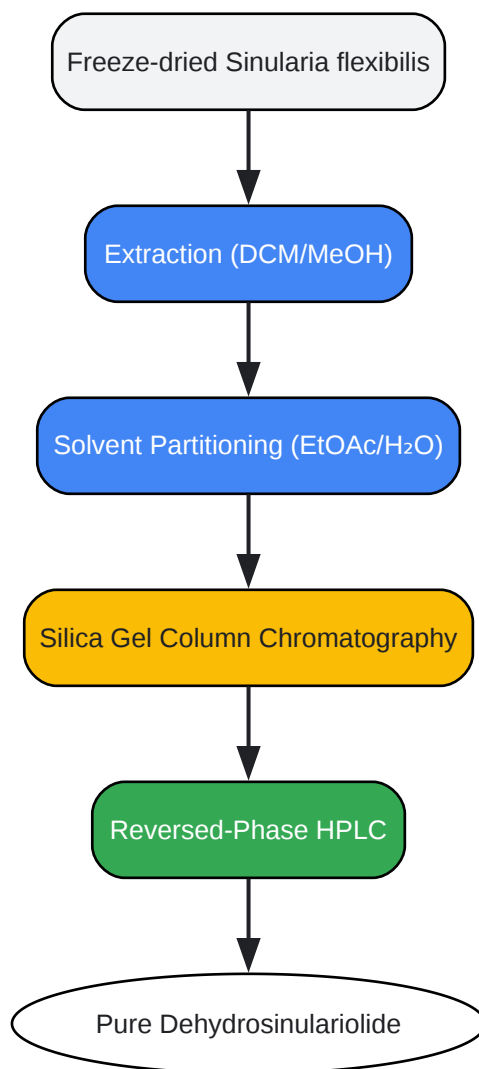 Freeze-dried Sinularia flexibilis
Extraction (DCM/MeOH)
Solvent Partitioning (EtOAc/H₂O)
Silica Gel Column Chromatography
Reversed-Phase HPLC
Pure Dehydrosinulariolide